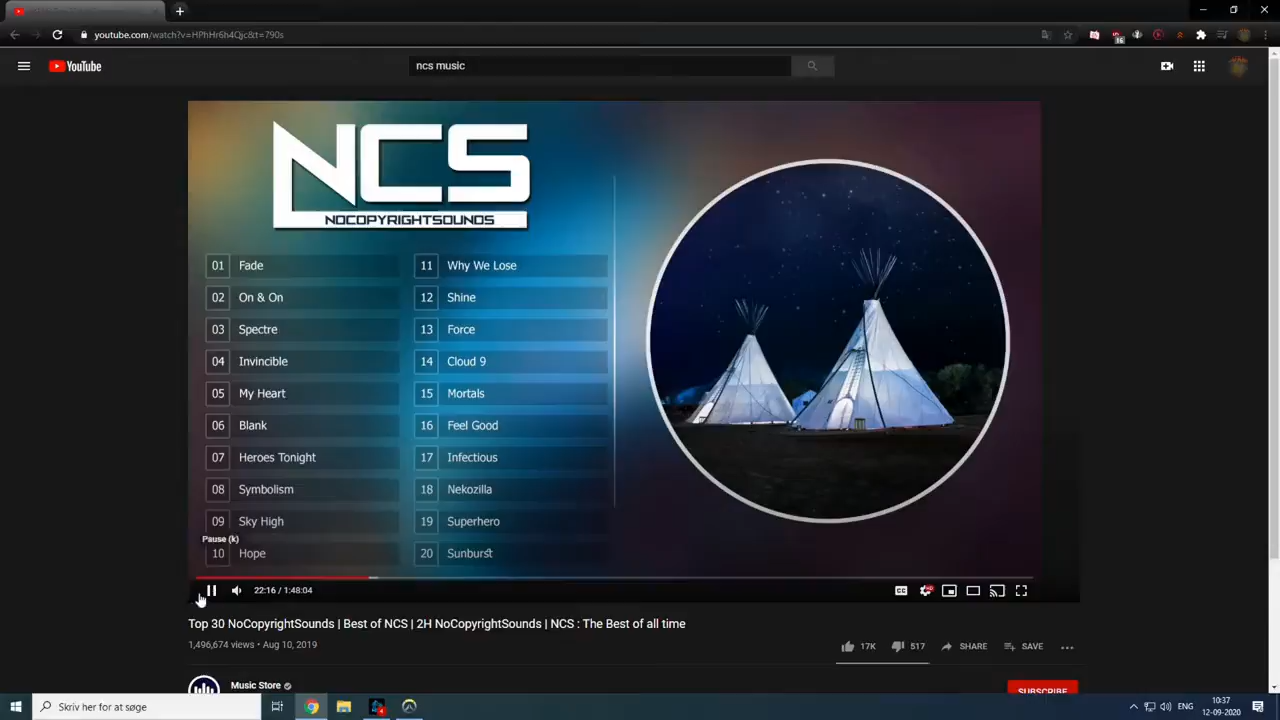 youtube.com/watch?v=HPhHr6h4Qjc&t=790s
16
YouTube
ncs music
NCS
NOCOPYRIGHTSOUNDS
01 Fade
02 On & On
03 Spectre
04 Invincible
05 My Heart
06 Blank
07 Heroes Tonight
08 Symbolism
09 Sky High
10 Hope
11 Why We Lose
12 Shine
13 Force
14 Cloud 9
15 Mortals
16 Feel Good
17 Infectious
18 Nekozilla
19 Superhero
20 Sunburst
Pause (k)
22:16 / 1:48:04
CC
HD
Top 30 NoCopyrightSounds | Best of NCS | 2H NoCopyrightSounds | NCS : The Best of all time
1,496,674 views • Aug 10, 2019
17K 517 SHARE SAVE
Music Store
SUBSCRIBE
Skriv her for at søge
4
ENG
10:37
12-09-2020